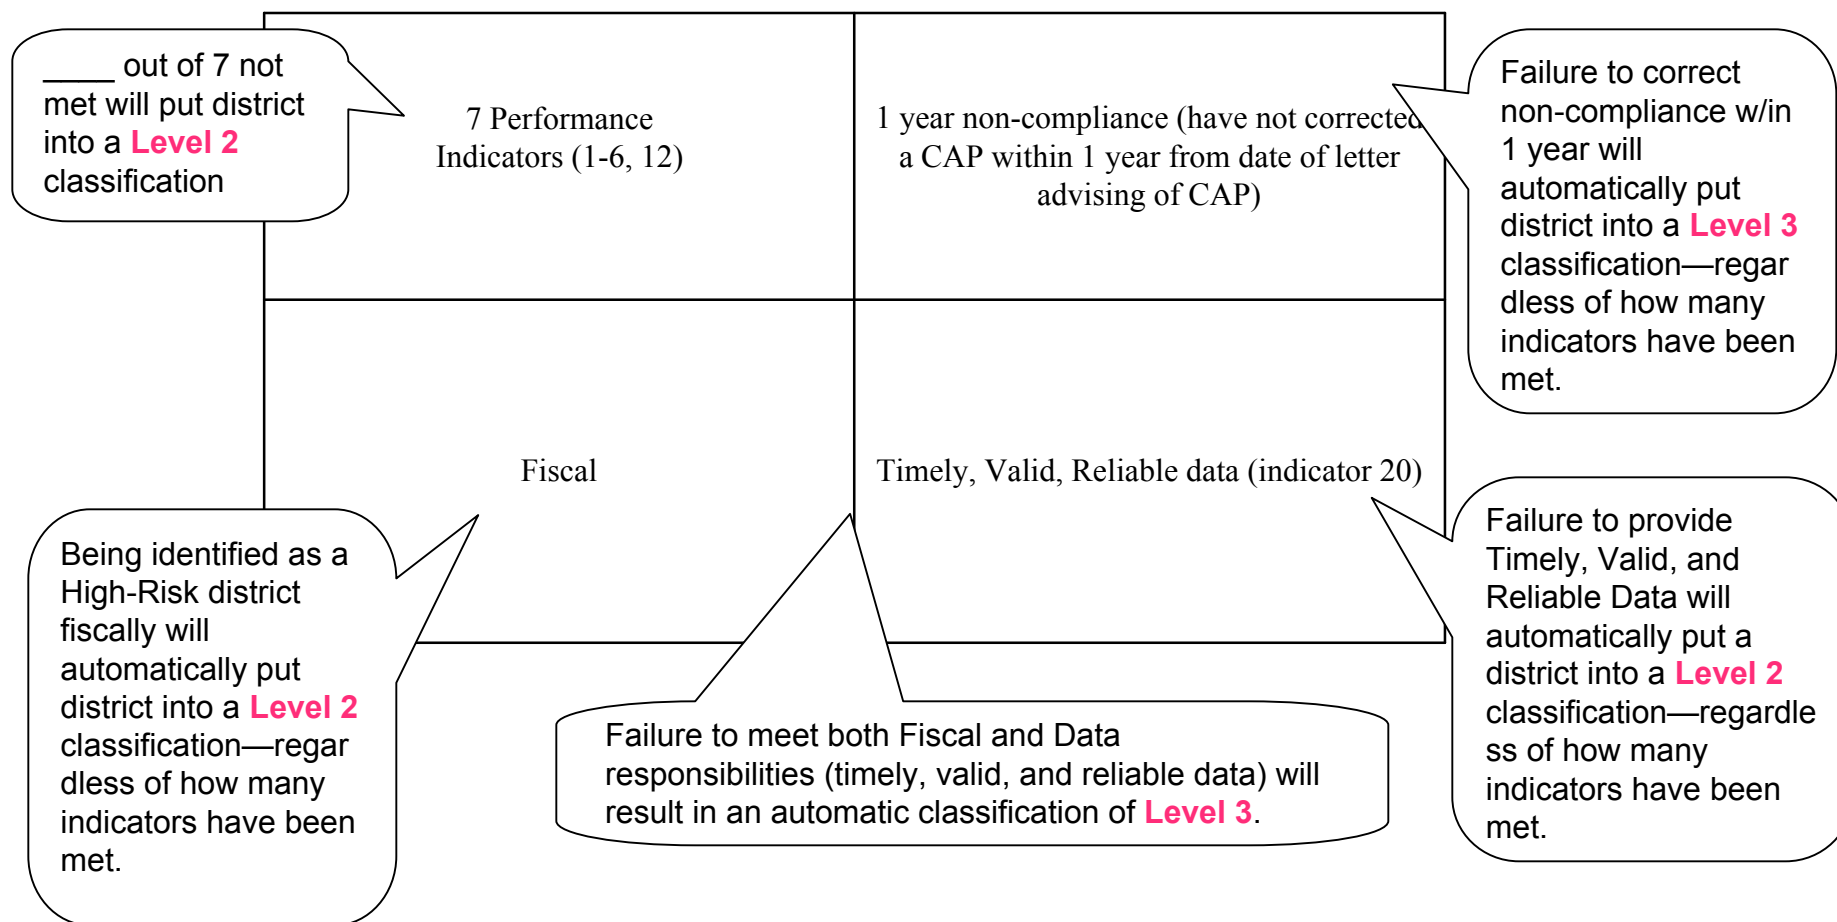 ____ out of 7 not
met will put district
into a Level 2
classification
7 Performance
Indicators (1-6, 12)
1 year non-compliance (have not corrected
a CAP within 1 year from date of letter
advising of CAP)
Failure to correct
non-compliance w/in
1 year will
automatically put
district into a Level 3
classification—regar
dless of how many
indicators have been
met.
Fiscal
Timely, Valid, Reliable data (indicator 20)
Being identified as a
High-Risk district
fiscally will
automatically put
district into a Level 2
classification—regar
dless of how many
indicators have been
met.
Failure to meet both Fiscal and Data
responsibilities (timely, valid, and reliable data) will
result in an automatic classification of Level 3.
Failure to provide
Timely, Valid, and
Reliable Data will
automatically put a
district into a Level 2
classification—regardle
ss of how many
indicators have been
met.